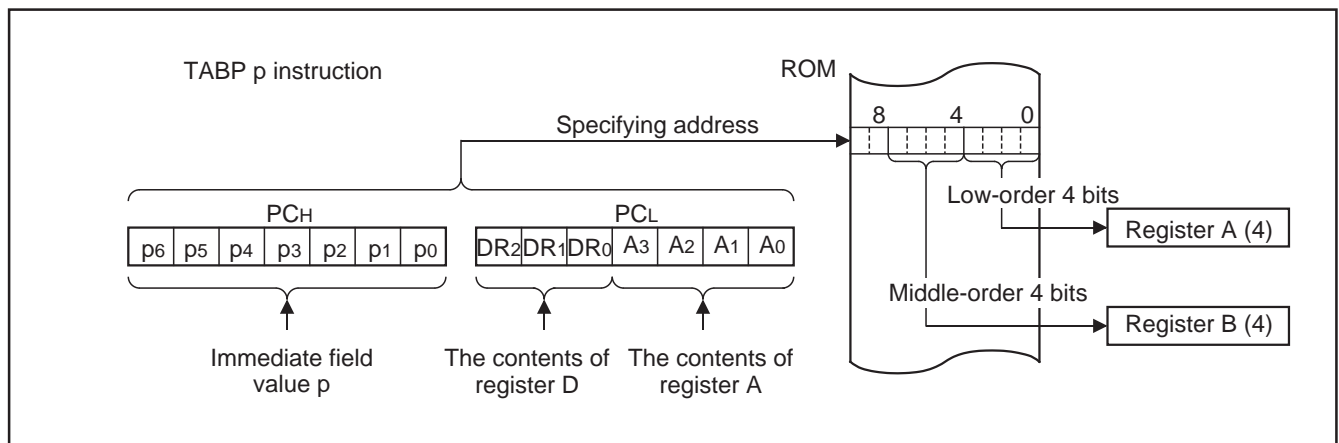 TABP p instruction
ROM
8 4 0
Specifying address
Low-order 4 bits
PCH PCL
p6 p5 p4 p3 p2 p1 p0 DR2 DR1 DR0 A3 A2 A1 A0
Register A (4)
Middle-order 4 bits
Register B (4)
Immediate field
value p
The contents of
register D
The contents of
register A